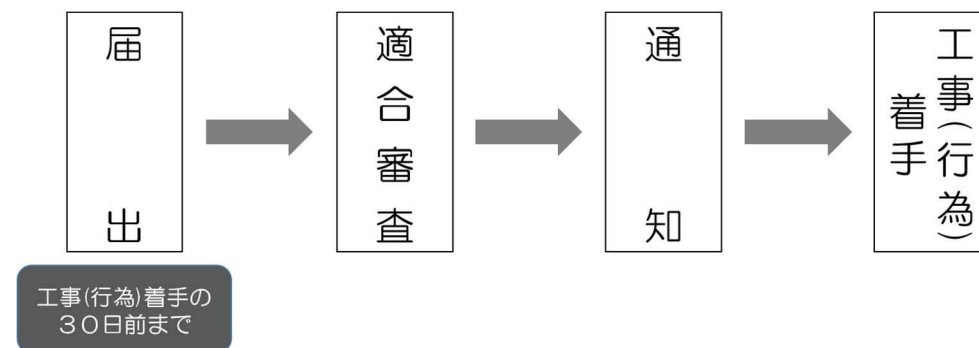 届出
適合審査
通知
工事(行為)
着手
工事(行為)着手の
３０日前まで